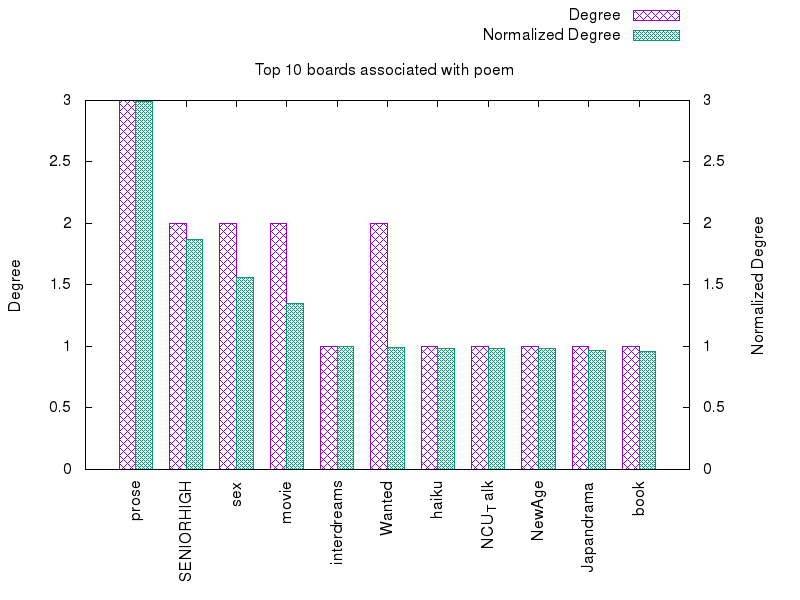 Degree
Normalized Degree
Top 10 boards associated with poem
3
2.5
2
1.5
1
0.5
0
3
2.5
2
1.5
1
0.5
0
Degree
Normalized Degree
prose
SENIORHIGH
sex
movie
interdreams
Wanted
haiku
NCUT alk
NewAge
Japandrama
book